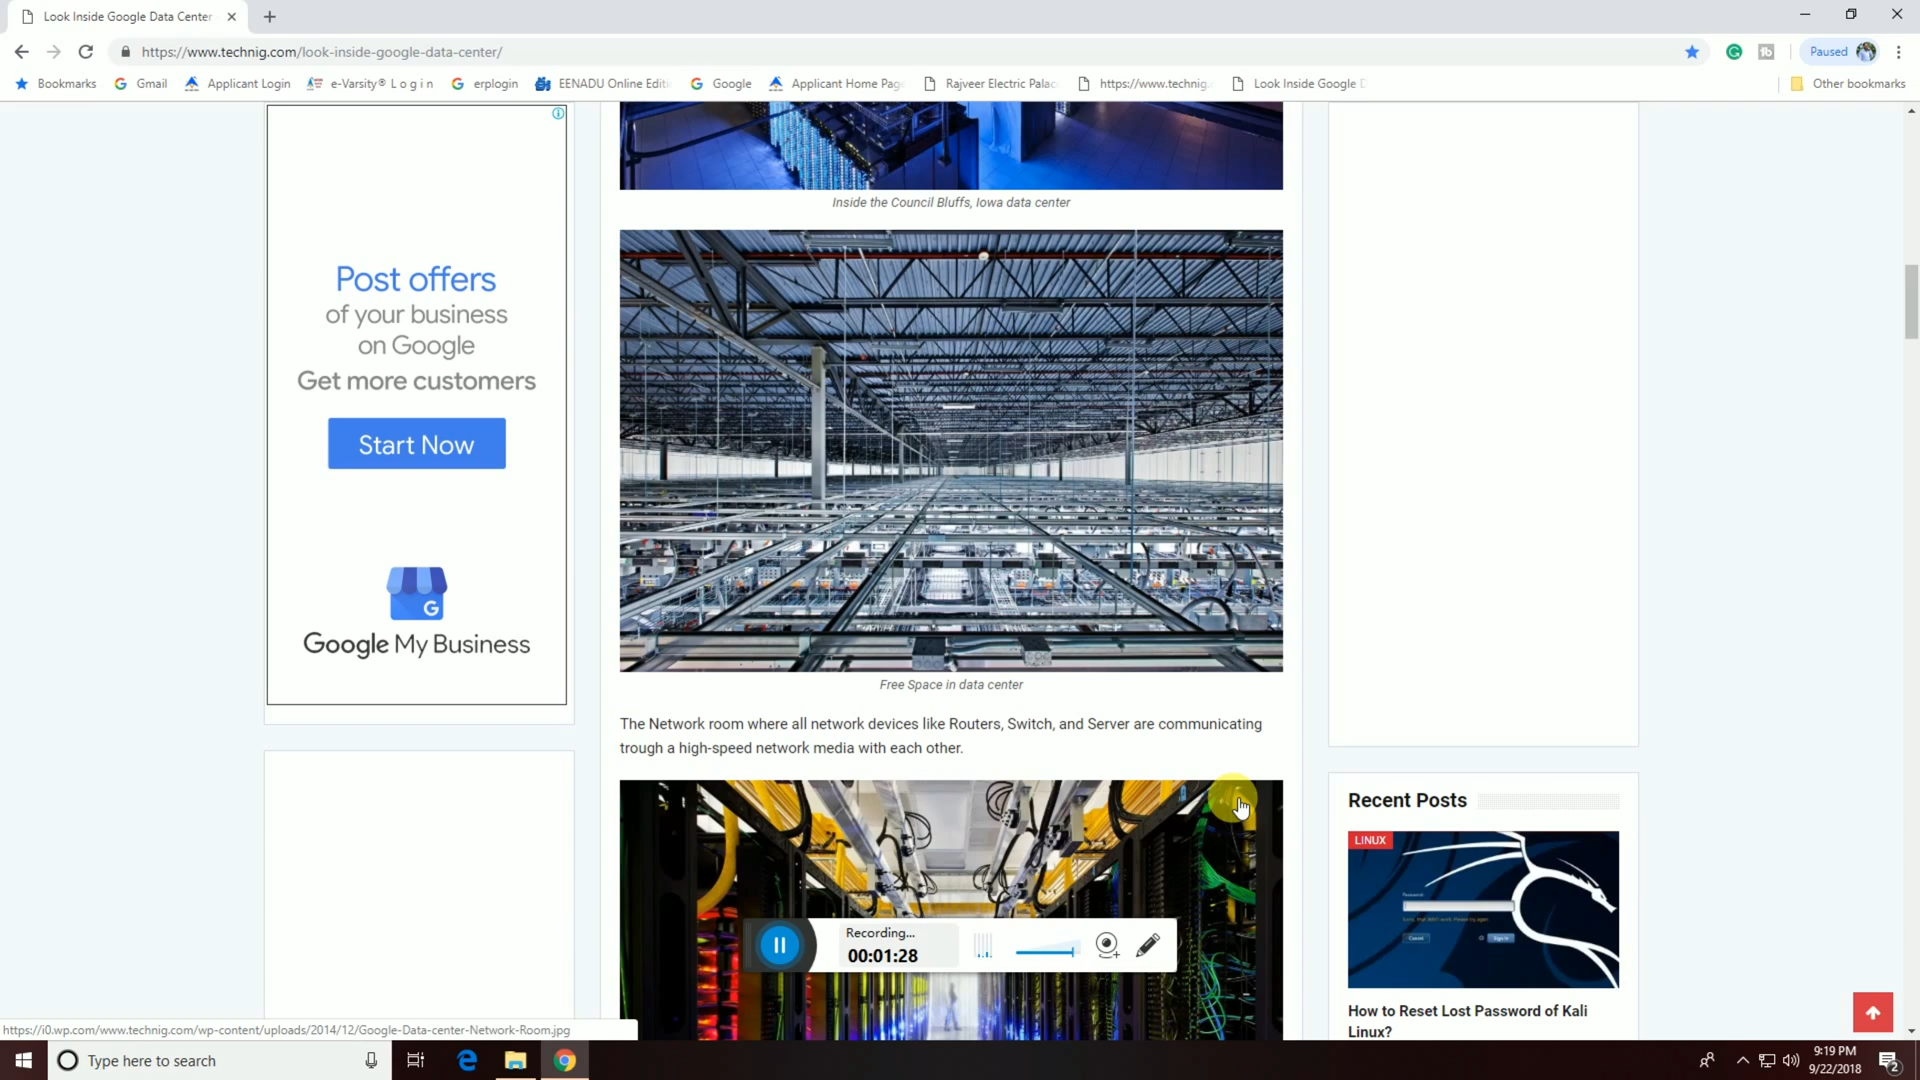 Look Inside Google Data Center
https://www.technig.com/look-inside-google-data-center/
Paused
Bookmarks
Gmail
Applicant Login
e-Varsity® L o g i n
erplogin
EENADU Online Editi
Google
Applicant Home Page
Rajveer Electric Palac
https://www.technig.c
Look Inside Google D
Other bookmarks
Post offers
of your business
on Google
Get more customers
Start Now
G
Google My Business
Inside the Council Bluffs, Iowa data center
Free Space in data center
The Network room where all network devices like Routers, Switch, and Server are communicating
trough a high-speed network media with each other.
Recording...
00:01:28
Recent Posts
LINUX
How to Reset Lost Password of Kali
Linux?
https://i0.wp.com/www.technig.com/wp-content/uploads/2014/12/Google-Data-center-Network-Room.jpg
Type here to search
9:19 PM
9/22/2018
2